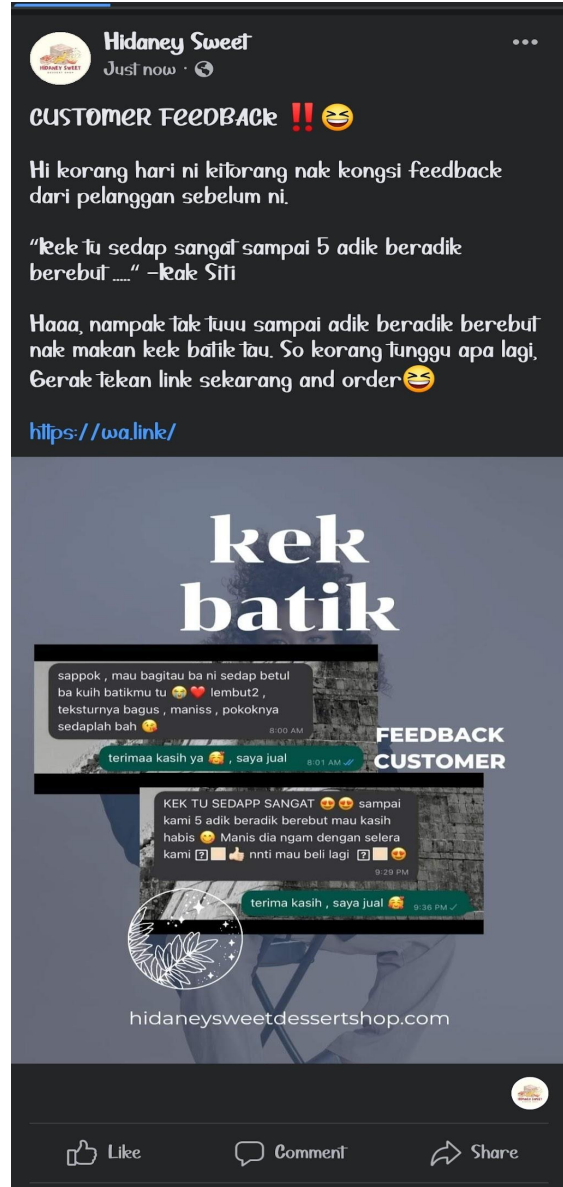 Hidaney Sweet
Just now ·
CUSTOMER FEEDBACK ‼️😆
Hi korang hari ni kitorang nak kongsi feedback
dari pelanggan sebelum ni.
“Kek tu sedap sangat sampai 5 adik beradik
berebut .....“ -Kak Siti
Haaa, nampak tak tuuu sampai adik beradik berebut
nak makan kek batik tau. So korang tunggu apa lagi,
Gerak tekan link sekarang and order😆
https://wa.link/
kek
batik
sappok , mau bagitau ba ni sedap betul
ba kuih batikmu tu 😭❤️ lembut2 ,
teksturnya bagus , maniss , pokoknya
sedaplah bah 😘
8:00 AM
terimaa kasih ya 🥰 , saya jual
8:01 AM
FEEDBACK
CUSTOMER
KEK TU SEDAPP SANGAT 😍😍 sampai
kami 5 adik beradik berebut mau kasih
habis 😋 Manis dia ngam dengan selera
kami 👍🏻 nnti mau beli lagi 😍
9:29 PM
terima kasih , saya jual 🥰
9:36 PM
hidaneysweetdessertshop.com
Like
Comment
Share